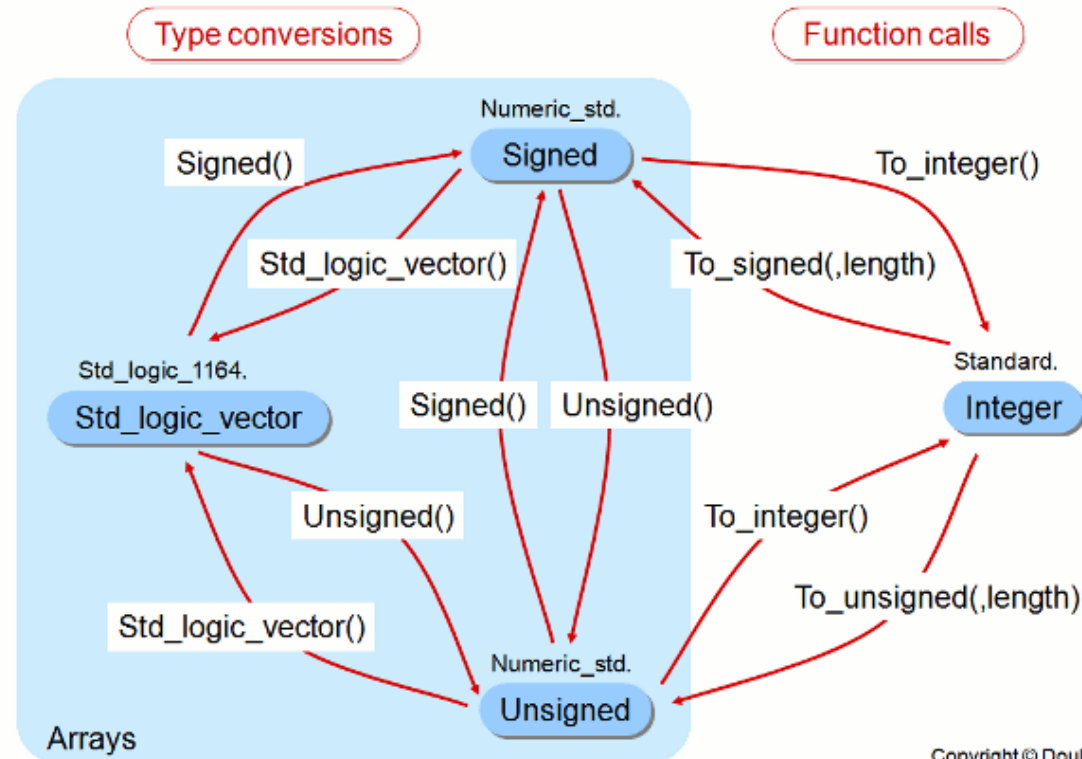 Type conversions
Function calls
Numeric_std.
Signed
Signed()
To_integer()
Std_logic_vector()
To_signed(,length)
Std_logic_1164.
Std_logic_vector
Signed()
Unsigned()
Standard.
Integer
Unsigned()
To_integer()
Std_logic_vector()
To_unsigned(,length)
Numeric_std.
Unsigned
Arrays
Copyright ©